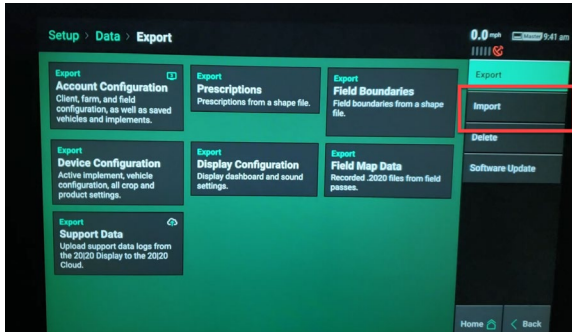 Setup > Data > Export
0.0 mph
Master 9:41 am
Export
Account Configuration
Client, farm, and field
configuration, as well as saved
vehicles and implements.
Export
Prescriptions
Prescriptions from a shape file.
Export
Field Boundaries
Field boundaries from a shape
file.
Export
Device Configuration
Active implement, vehicle
configuration, all crop and
product settings.
Export
Display Configuration
Display dashboard and sound
settings.
Export
Field Map Data
Recorded .2020 files from field
passes.
Export
Support Data
Upload support data logs from
the 20|20 Display to the 20|20
Cloud.
Export
Import
Delete
Software Update
Home
< Back